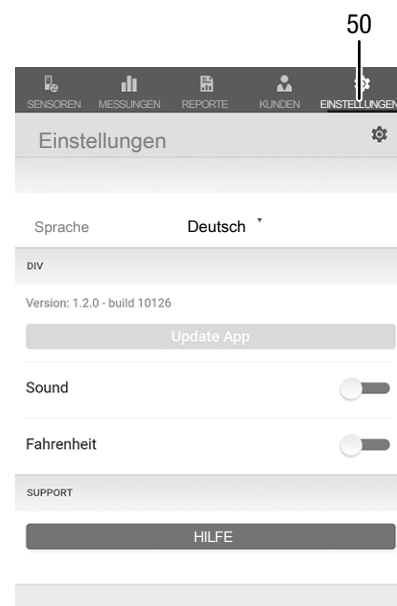 50
SENSOREN MESSUNGEN REPORTE KUNDEN EINSTELLUNGEN
Einstellungen
Sprache Deutsch
DIV
Version: 1.2.0 - build 10126
Update App
Sound
Fahrenheit
SUPPORT
HILFE